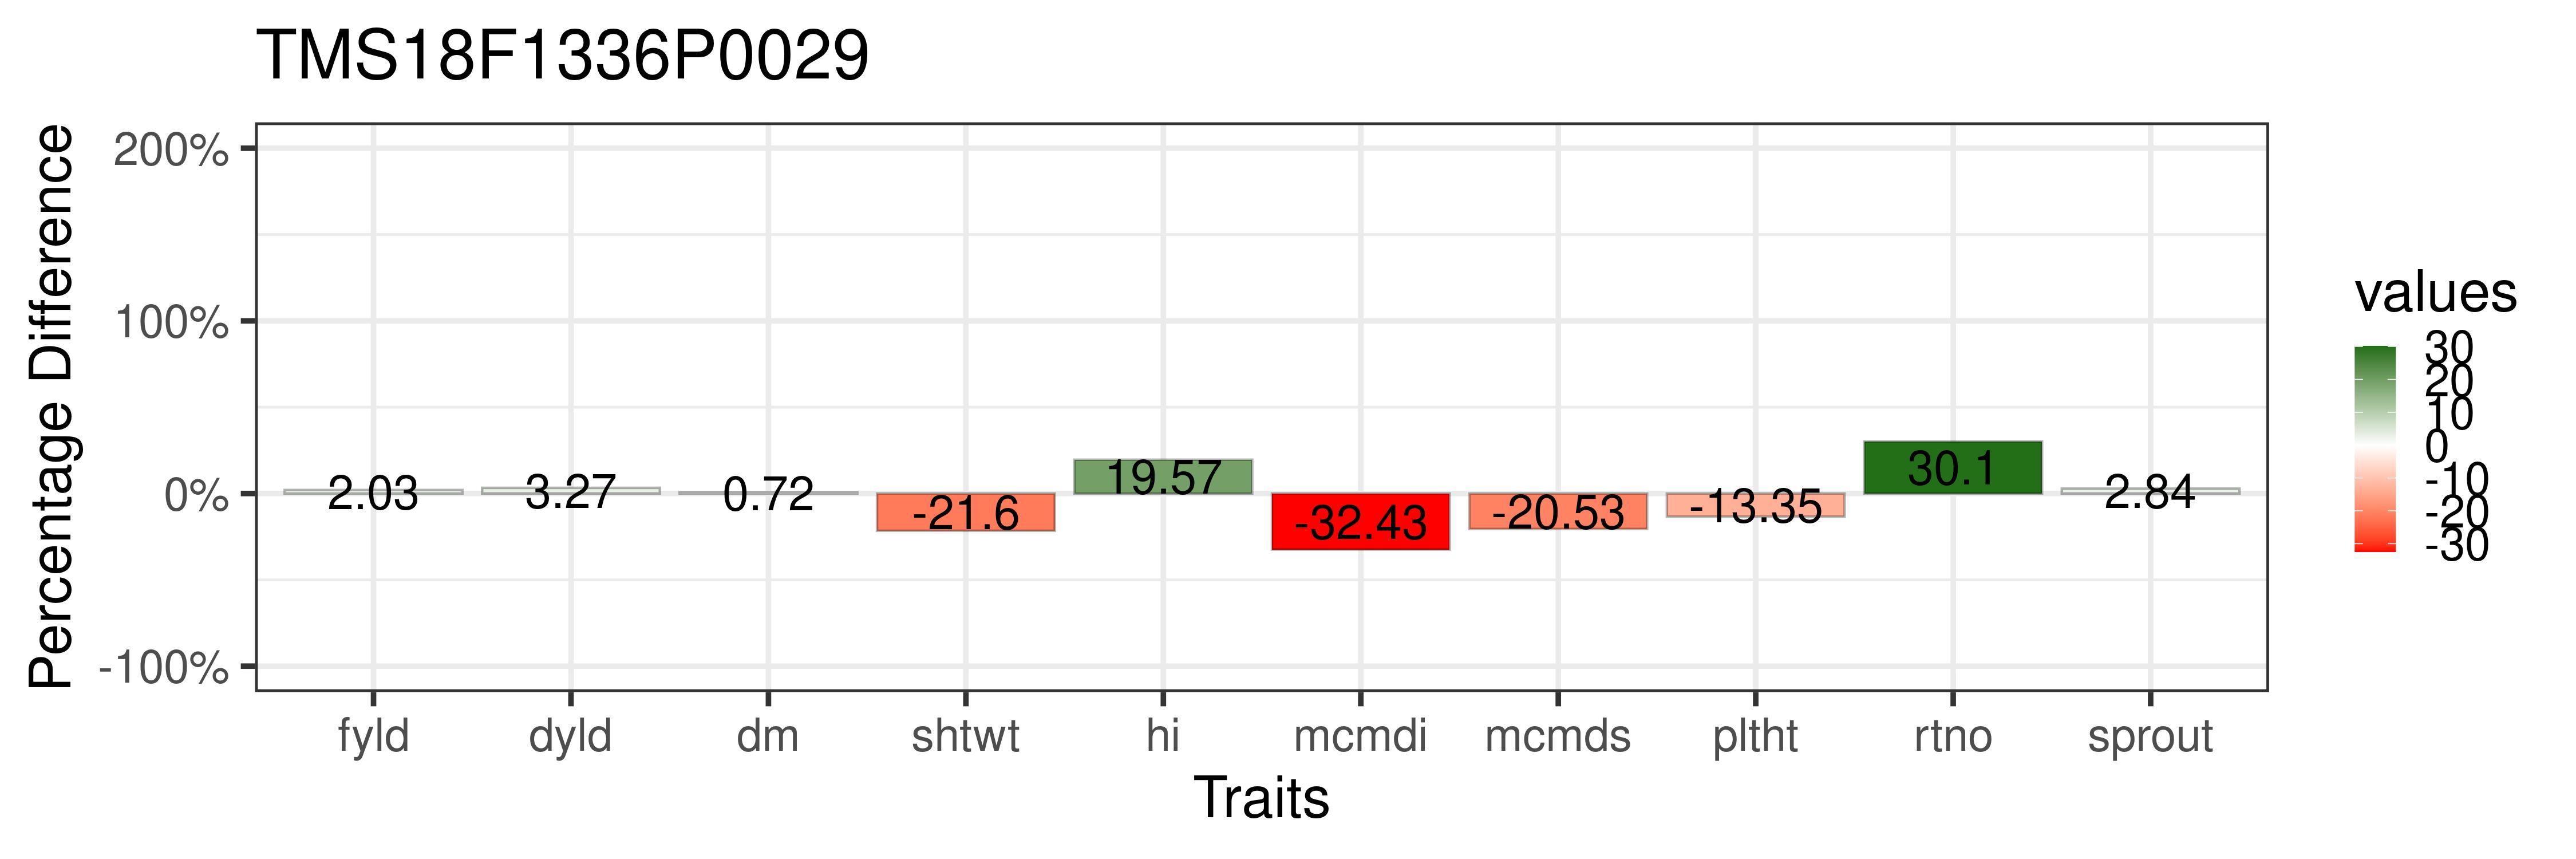 TMS18F1336P0029
Percentage Difference
200%
100%
0%
-100%
2.03
3.27
0.72
-21.6
19.57
-32.43
-20.53
-13.35
30.1
2.84
fyld
dyld
dm
shtwt
hi
mcmdi
mcmds
pltht
rtno
sprout
Traits
values
30
20
10
0
-10
-20
-30